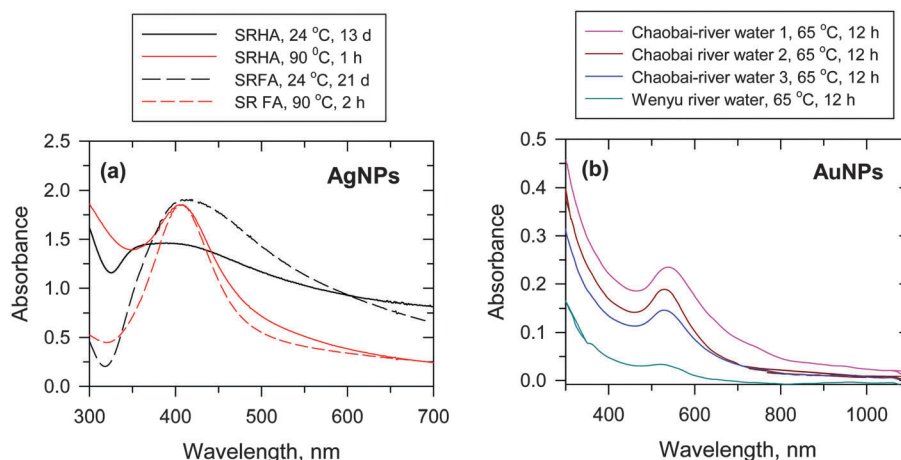 SRHA, 24 °C, 13 d
SRHA, 90 °C, 1 h
SRFA, 24 °C, 21 d
SR FA, 90 °C, 2 h
Chaobai-river water 1, 65 °C, 12 h
Chaobai river water 2, 65 °C, 12 h
Chaobai-river water 3, 65 °C, 12 h
Wenyu river water, 65 °C, 12 h
(a)
AgNPs
Absorbance
2.5
2.0
1.5
1.0
0.5
0.0
300 400 500 600 700
Wavelength, nm
(b)
AuNPs
Absorbance
0.5
0.4
0.3
0.2
0.1
0.0
400 600 800 1000
Wavelength, nm